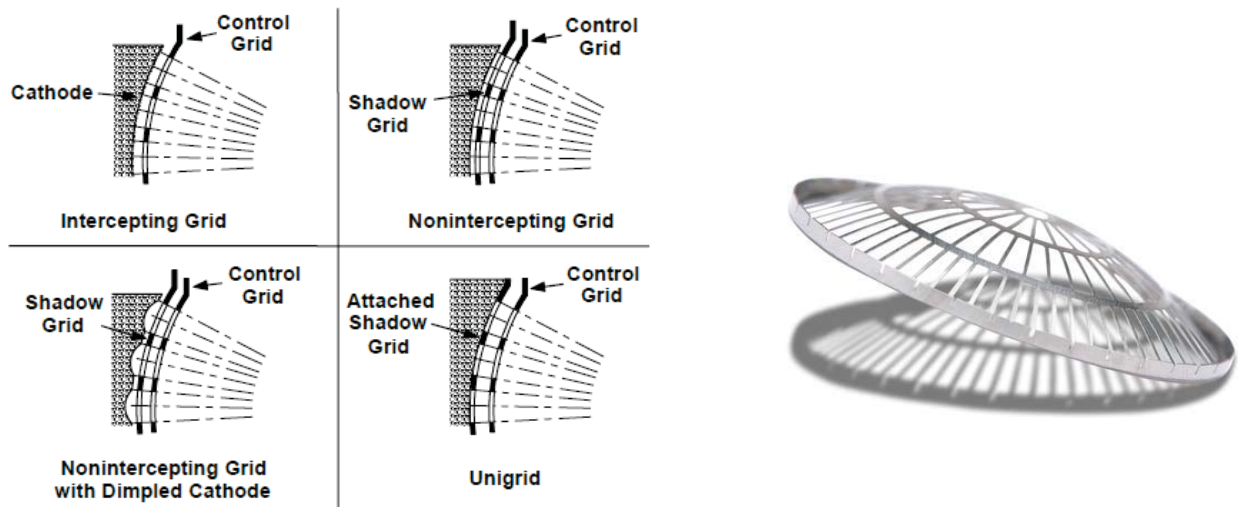 Control
Grid
Cathode
Intercepting Grid
Control
Grid
Shadow
Grid
Nonintercepting Grid
Control
Grid
Shadow
Grid
Nonintercepting Grid
with Dimpled Cathode
Control
Grid
Attached
Shadow
Grid
Unigrid